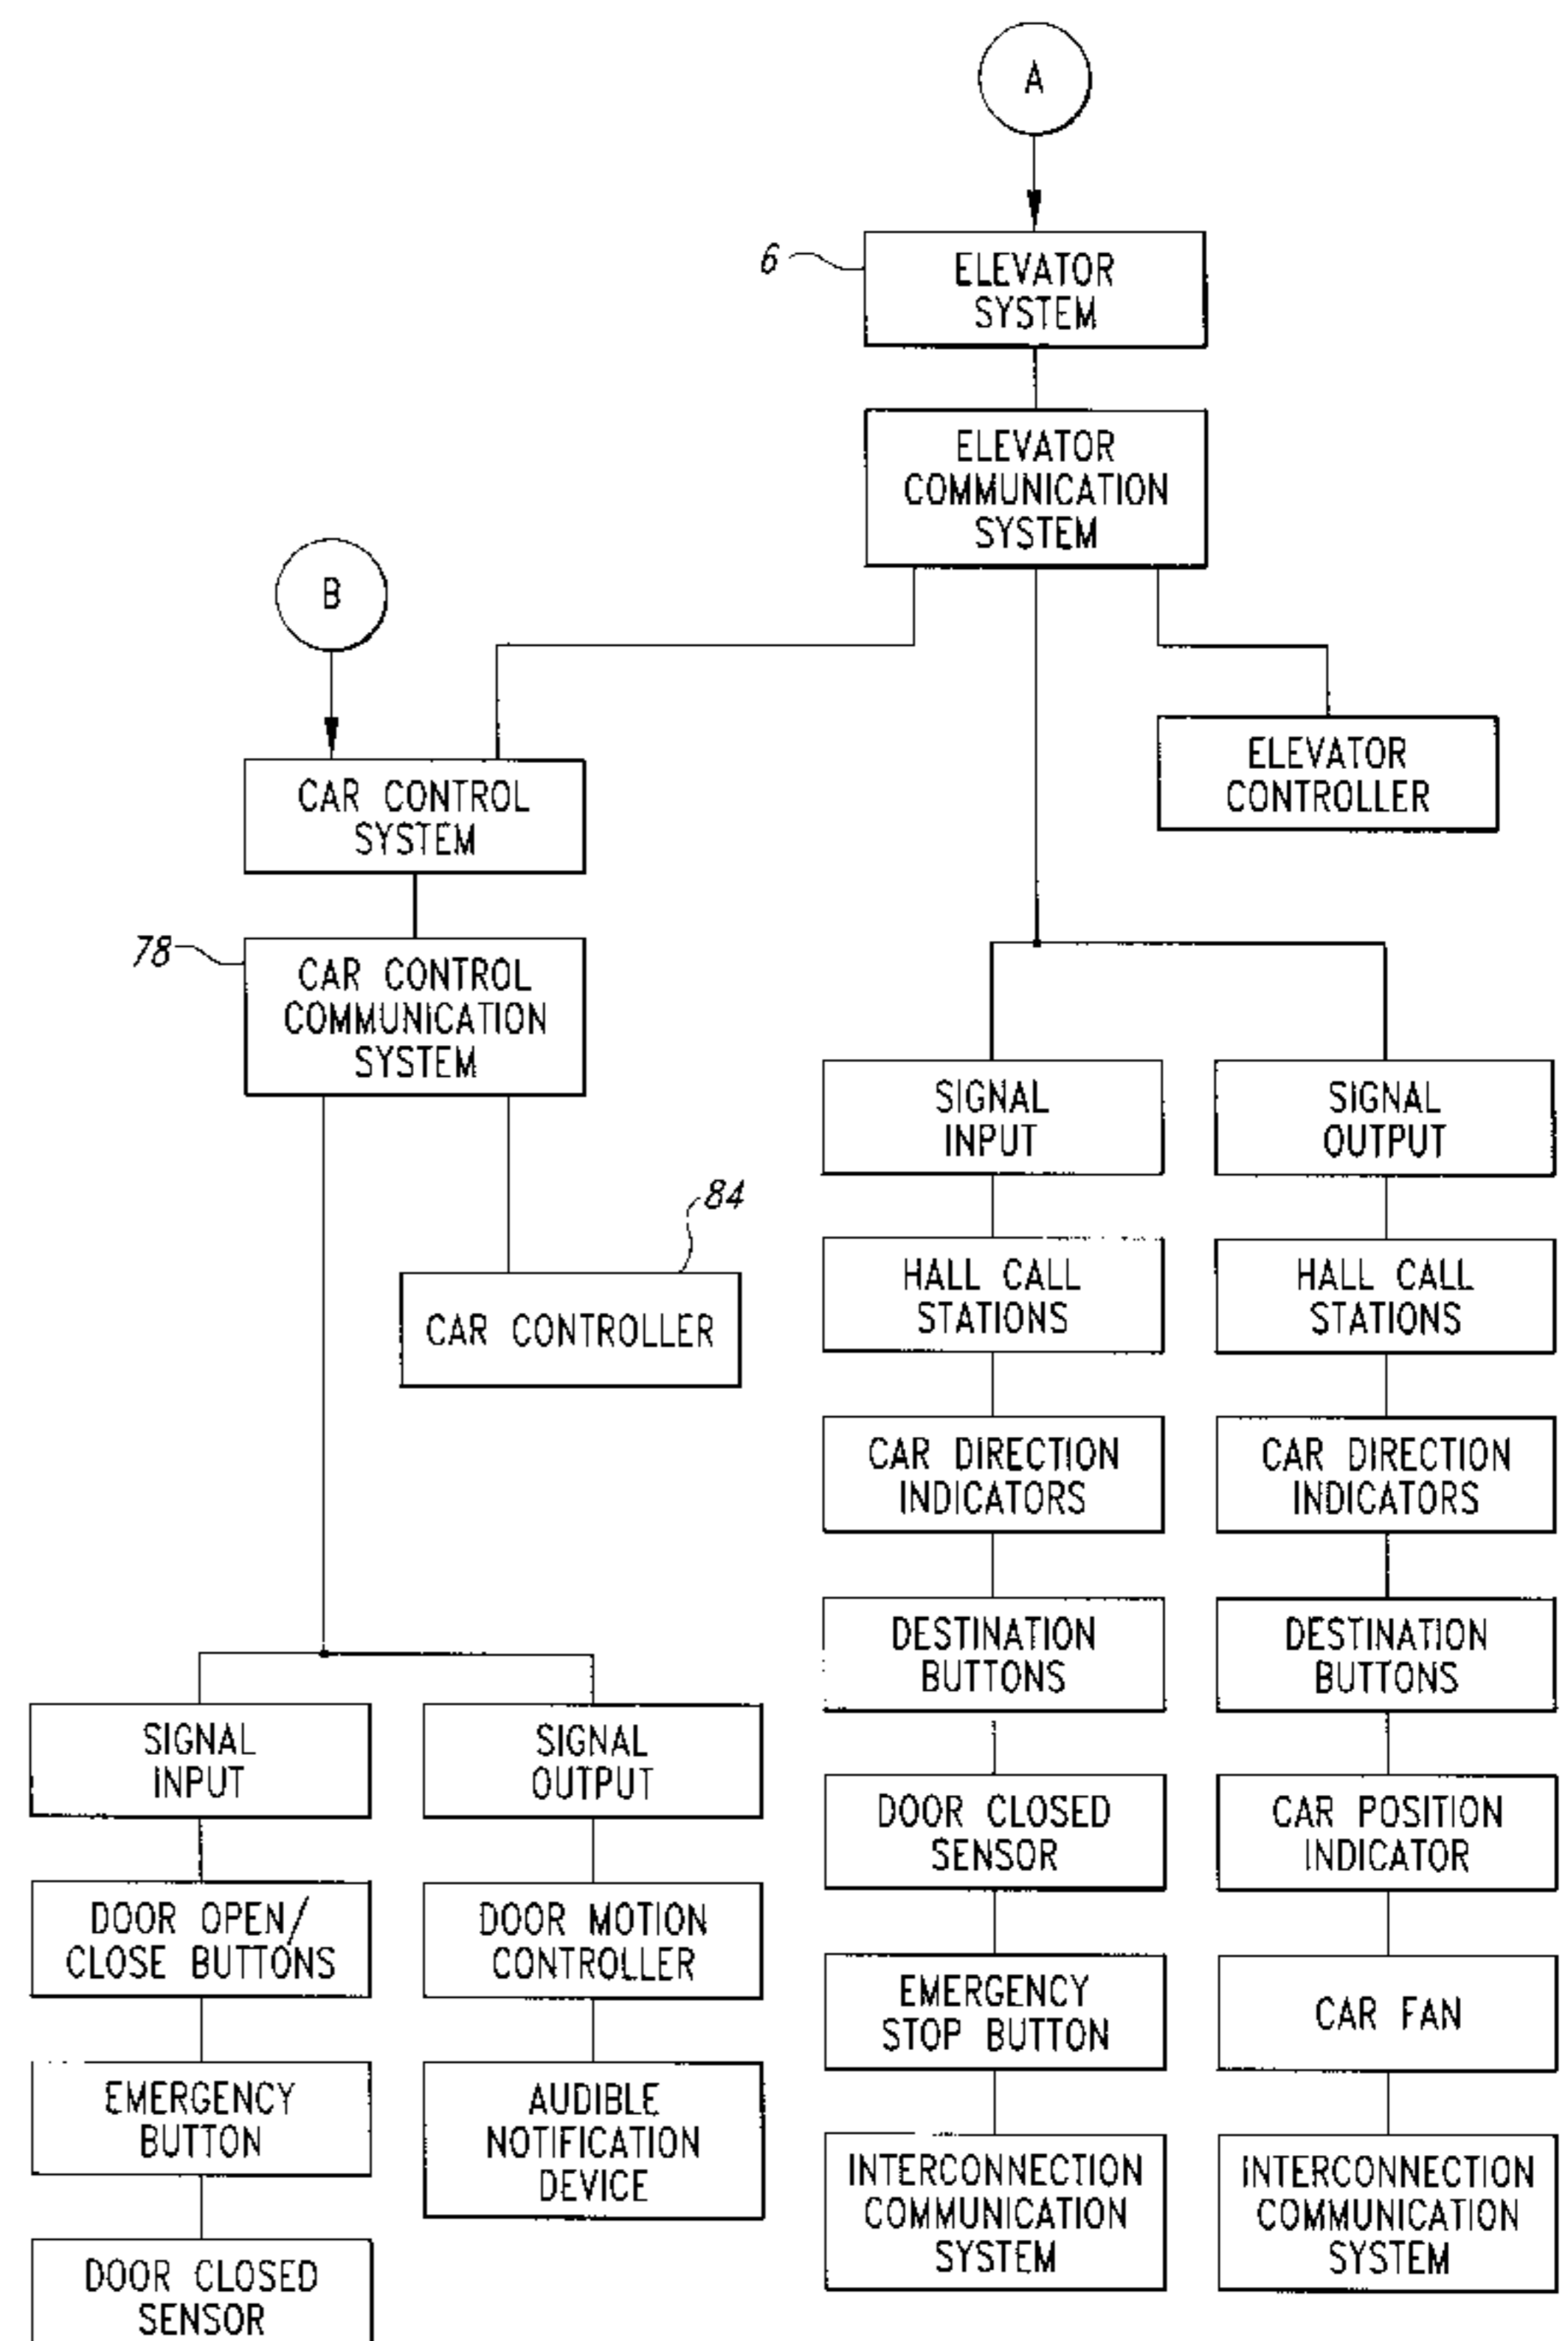 A
6
ELEVATOR
SYSTEM
ELEVATOR
COMMUNICATION
SYSTEM
B
ELEVATOR
CONTROLLER
CAR CONTROL
SYSTEM
78
CAR CONTROL
COMMUNICATION
SYSTEM
84
CAR CONTROLLER
SIGNAL
INPUT
DOOR OPEN/
CLOSE BUTTONS
EMERGENCY
BUTTON
DOOR CLOSED
SENSOR
SIGNAL
OUTPUT
DOOR MOTION
CONTROLLER
AUDIBLE
NOTIFICATION
DEVICE
SIGNAL
INPUT
HALL CALL
STATIONS
CAR DIRECTION
INDICATORS
DESTINATION
BUTTONS
DOOR CLOSED
SENSOR
EMERGENCY
STOP BUTTON
INTERCONNECTION
COMMUNICATION
SYSTEM
SIGNAL
OUTPUT
HALL CALL
STATIONS
CAR DIRECTION
INDICATORS
DESTINATION
BUTTONS
CAR POSITION
INDICATOR
CAR FAN
INTERCONNECTION
COMMUNICATION
SYSTEM